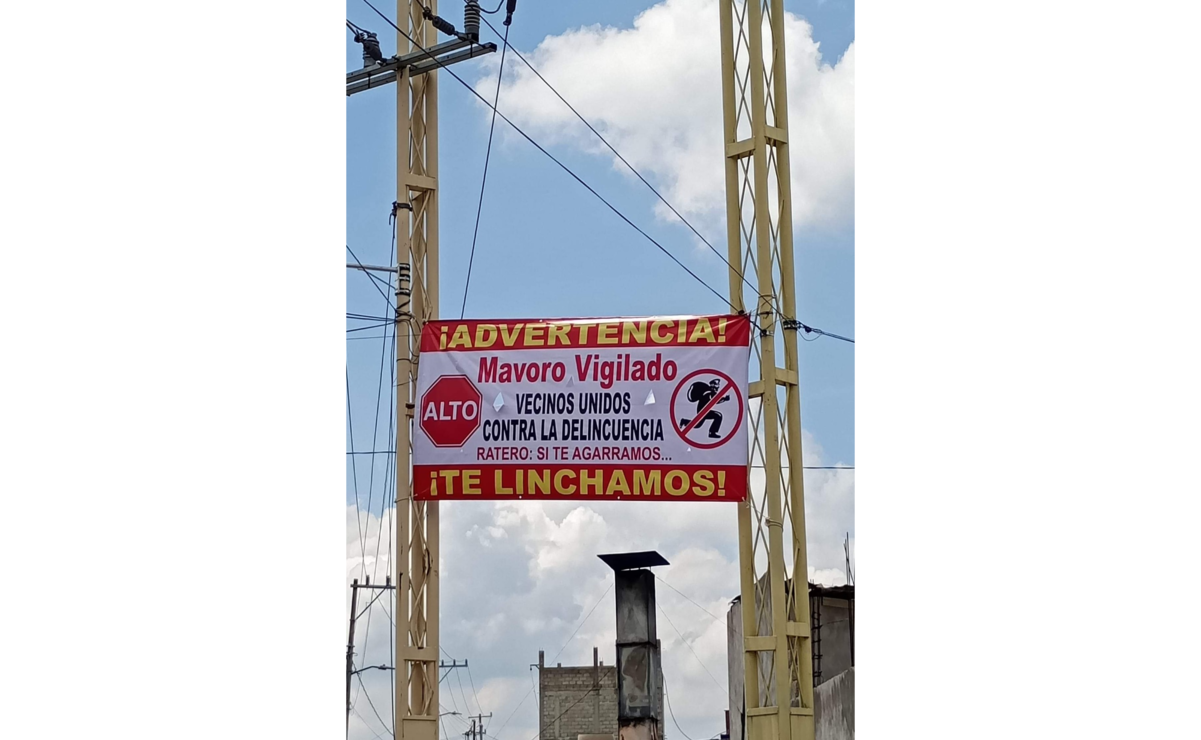 ¡ADVERTENCIA!
Mavoro Vigilado
ALTO
VECINOS UNIDOS
CONTRA LA DELINCUENCIA
RATERO: SI TE AGARRAMOS...
¡TE LINCHAMOS!